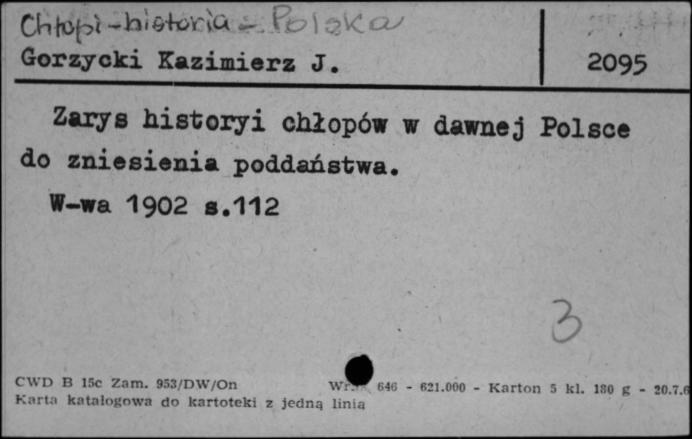 Chłopi - historia - Polska
Gorzycki Kazimierz J.
2095
Zarys historyi chłopów w dawnej Polsce
do zniesienia poddaństwa.
W-wa 1902 s.112
3
CWD B 15c Zam. 953/DW/On 646 - 621.000 - Karton 5 kl. 180 g - 20.7.6
Karta katalogowa do kartoteki z jedną linią